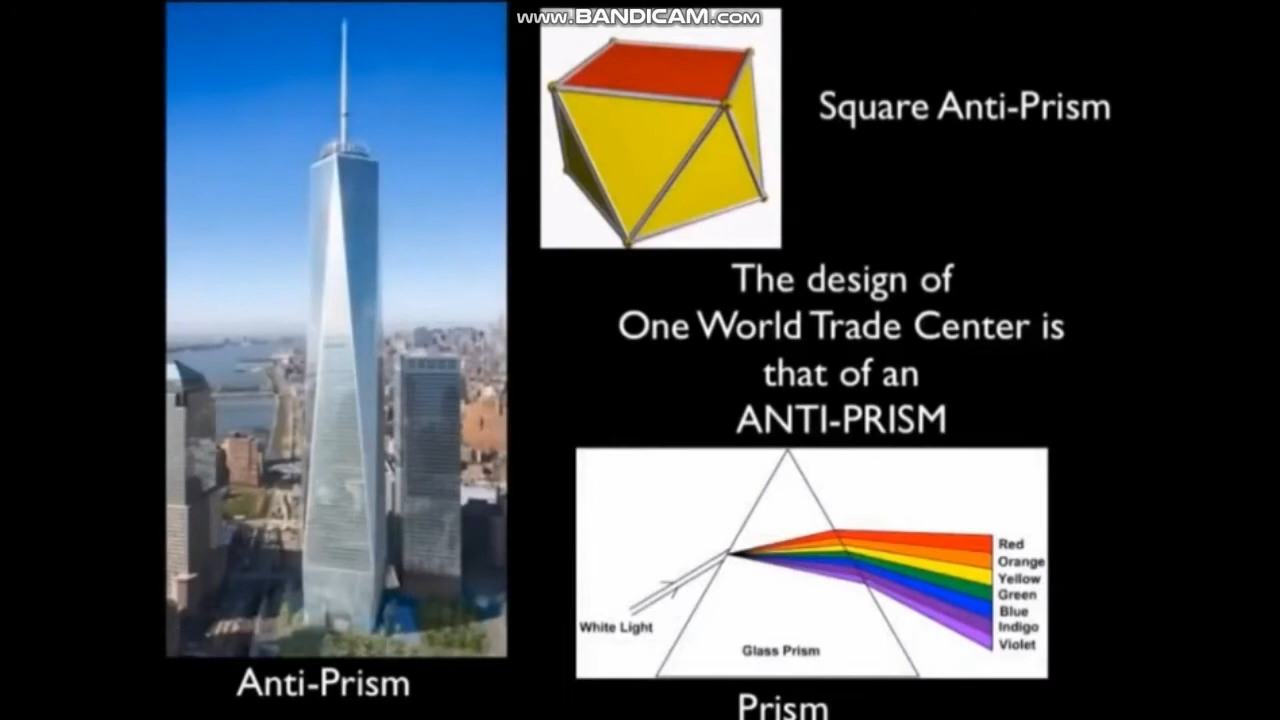 www.BANDICAM.com
Square Anti-Prism
The design of
One World Trade Center is
that of an
ANTI-PRISM
Red
Orange
Yellow
Green
Blue
Indigo
Violet
White Light
Glass Prism
Anti-Prism
Prism